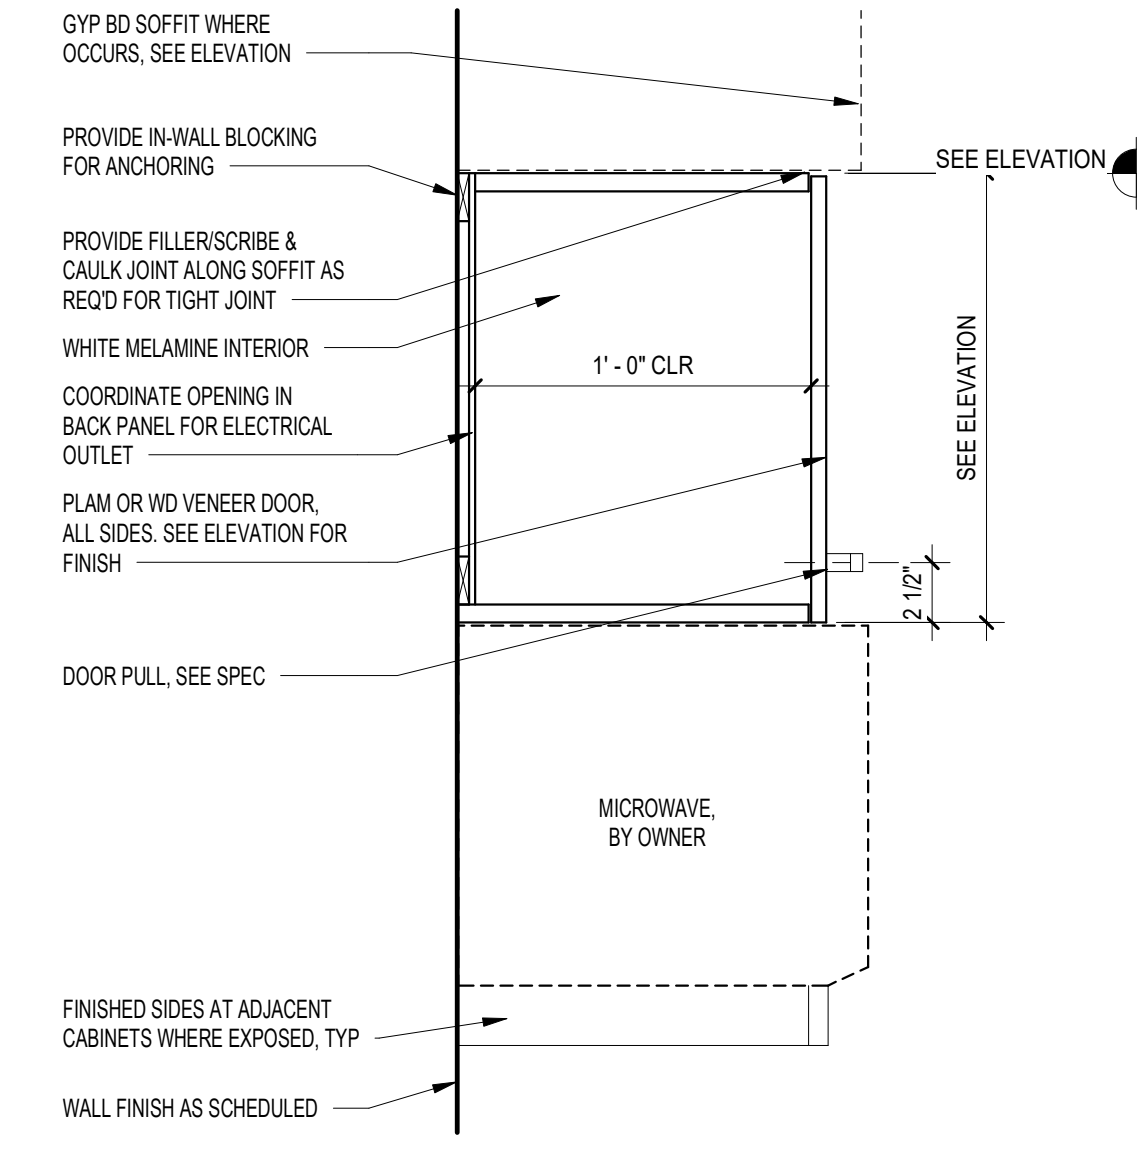 GYP BD SOFFIT WHERE
OCCURS, SEE ELEVATION
PROVIDE IN-WALL BLOCKING
FOR ANCHORING
SEE ELEVATION
PROVIDE FILLER/SCRIBE &
CAULK JOINT ALONG SOFFIT AS
REQ'D FOR TIGHT JOINT
WHITE MELAMINE INTERIOR
1' - 0" CLR
SEE ELEVATION
COORDINATE OPENING IN
BACK PANEL FOR ELECTRICAL
OUTLET
PLAM OR WD VENEER DOOR,
ALL SIDES. SEE ELEVATION FOR
FINISH
2 1/2"
DOOR PULL, SEE SPEC
MICROWAVE,
BY OWNER
FINISHED SIDES AT ADJACENT
CABINETS WHERE EXPOSED, TYP
WALL FINISH AS SCHEDULED